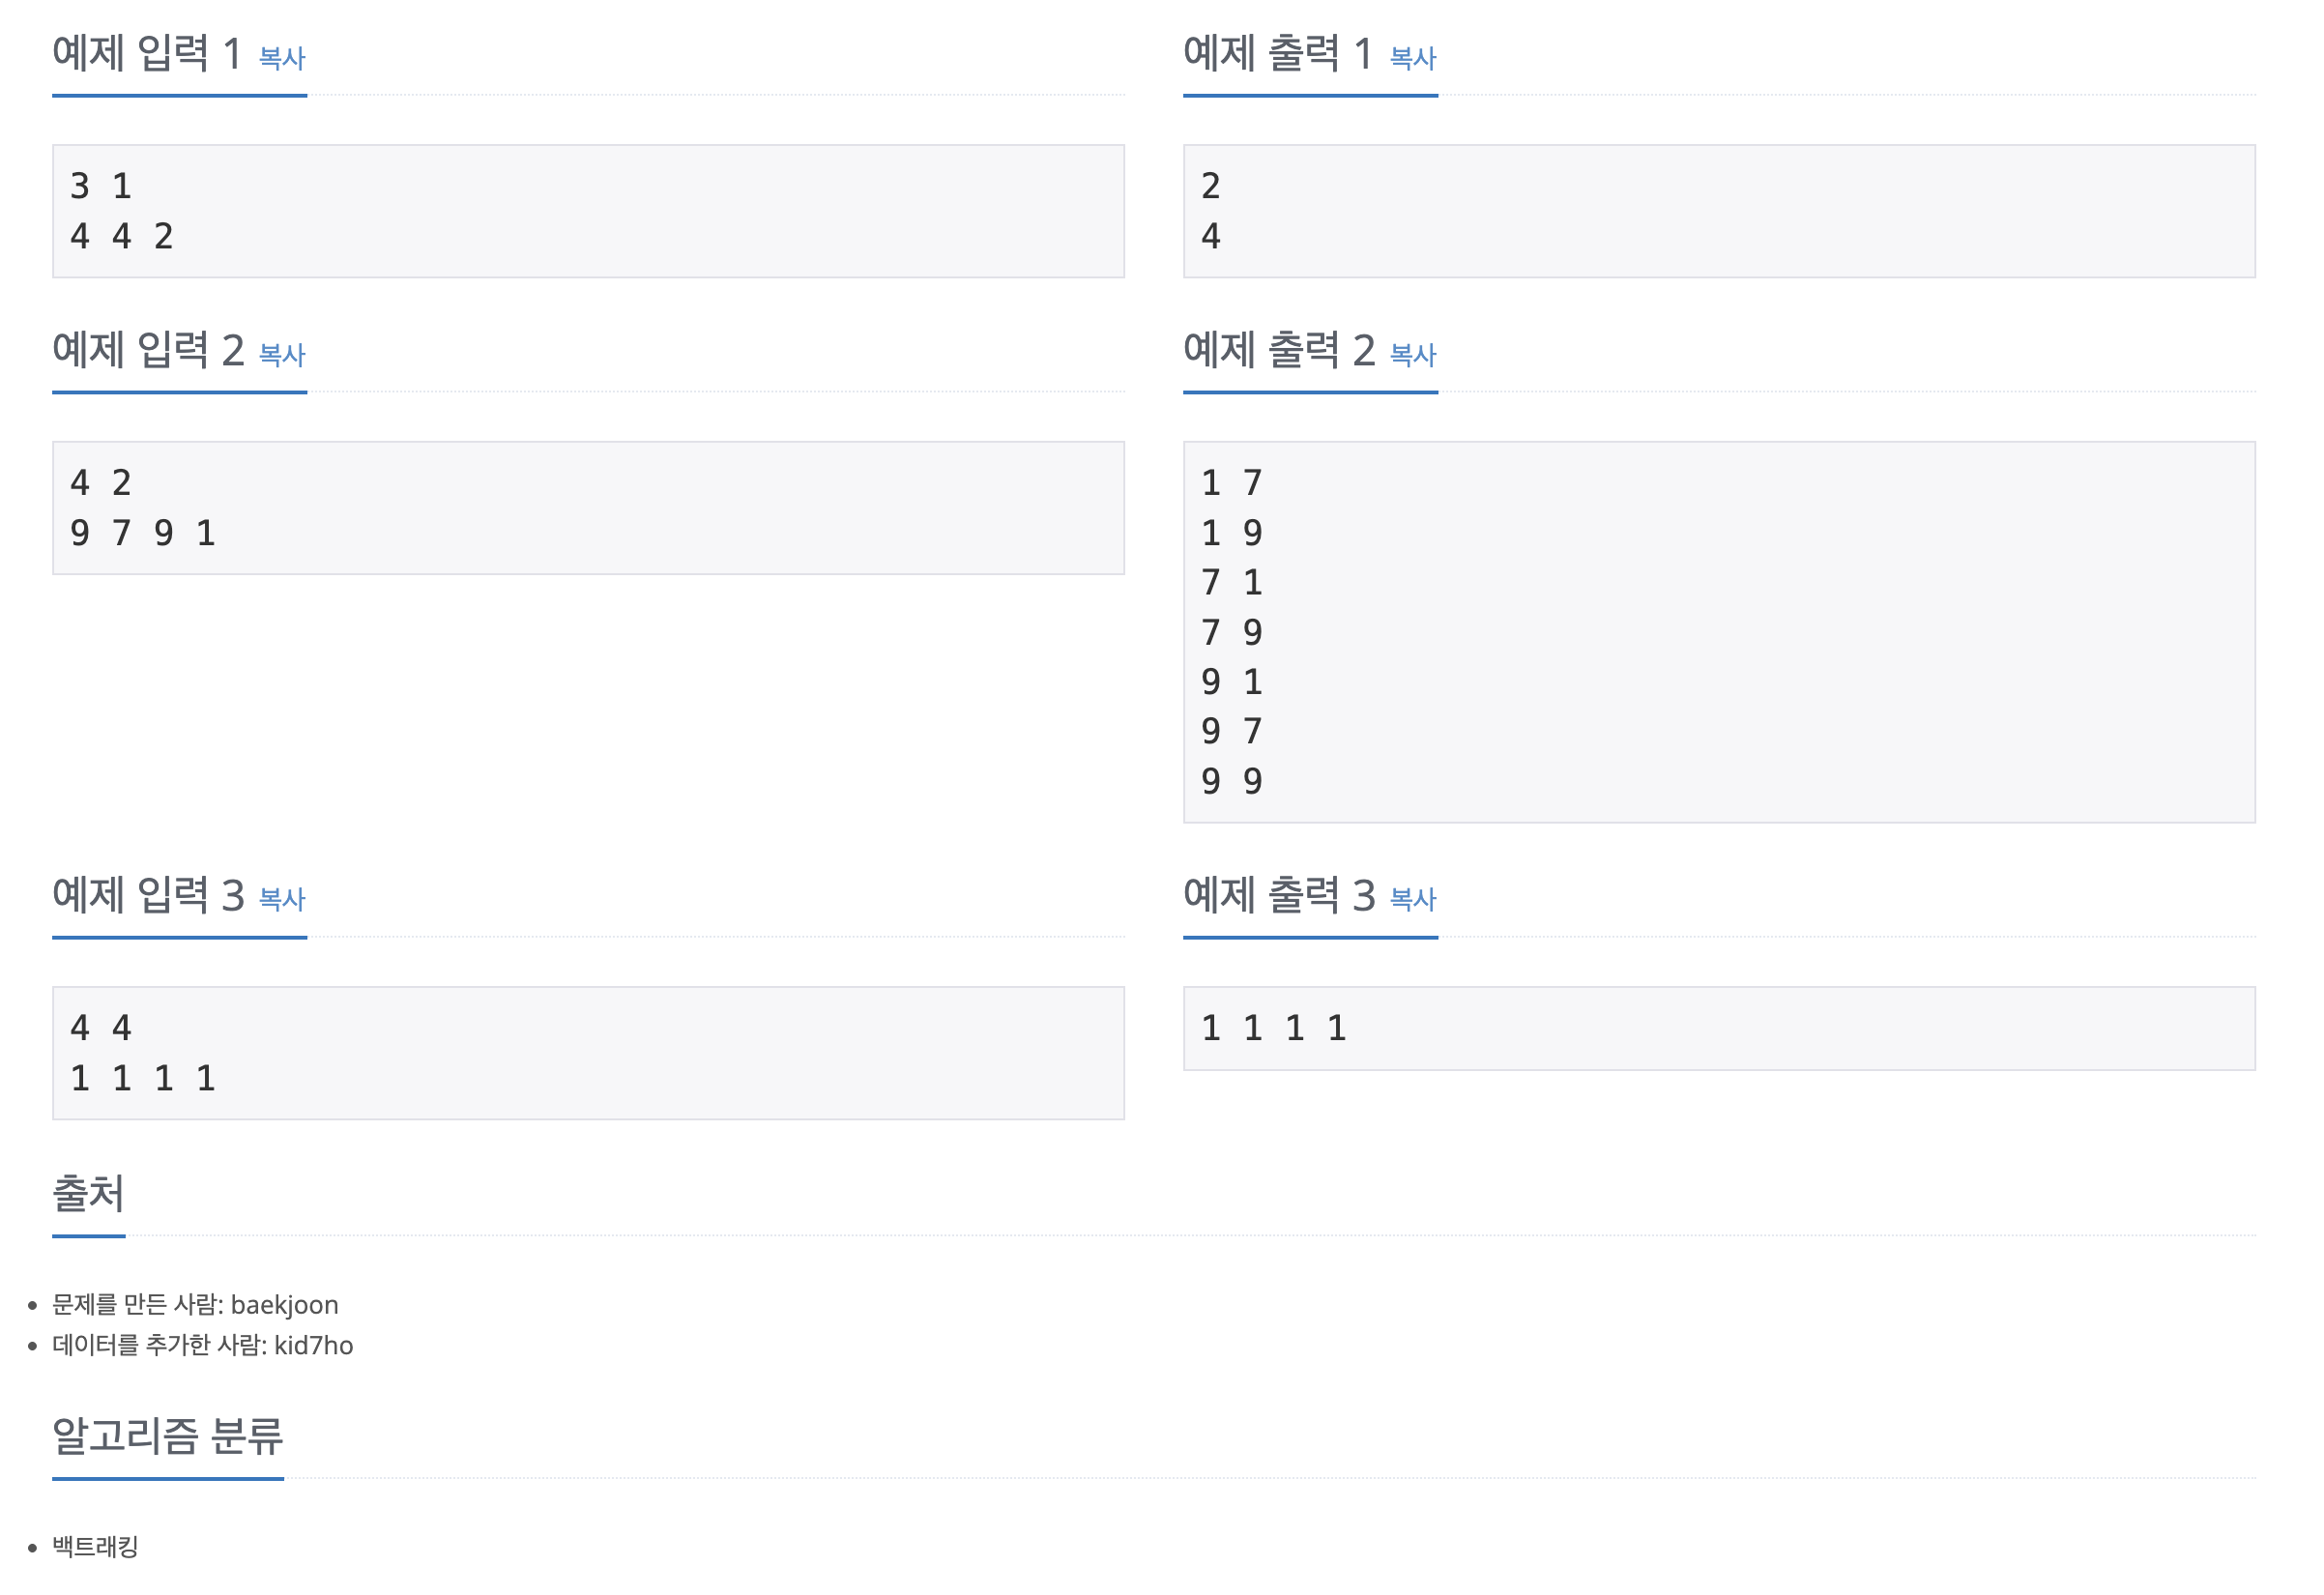 예제 입력 1 복사
3 1
4 4 2
예제 출력 1 복사
2
4
예제 입력 2 복사
4 2
9 7 9 1
예제 출력 2 복사
1 7
1 9
7 1
7 9
9 1
9 7
9 9
예제 입력 3 복사
4 4
1 1 1 1
예제 출력 3 복사
1 1 1 1
출처
문제를 만든 사람: baekjoon
데이터를 추가한 사람: kid7ho
알고리즘 분류
백트래킹